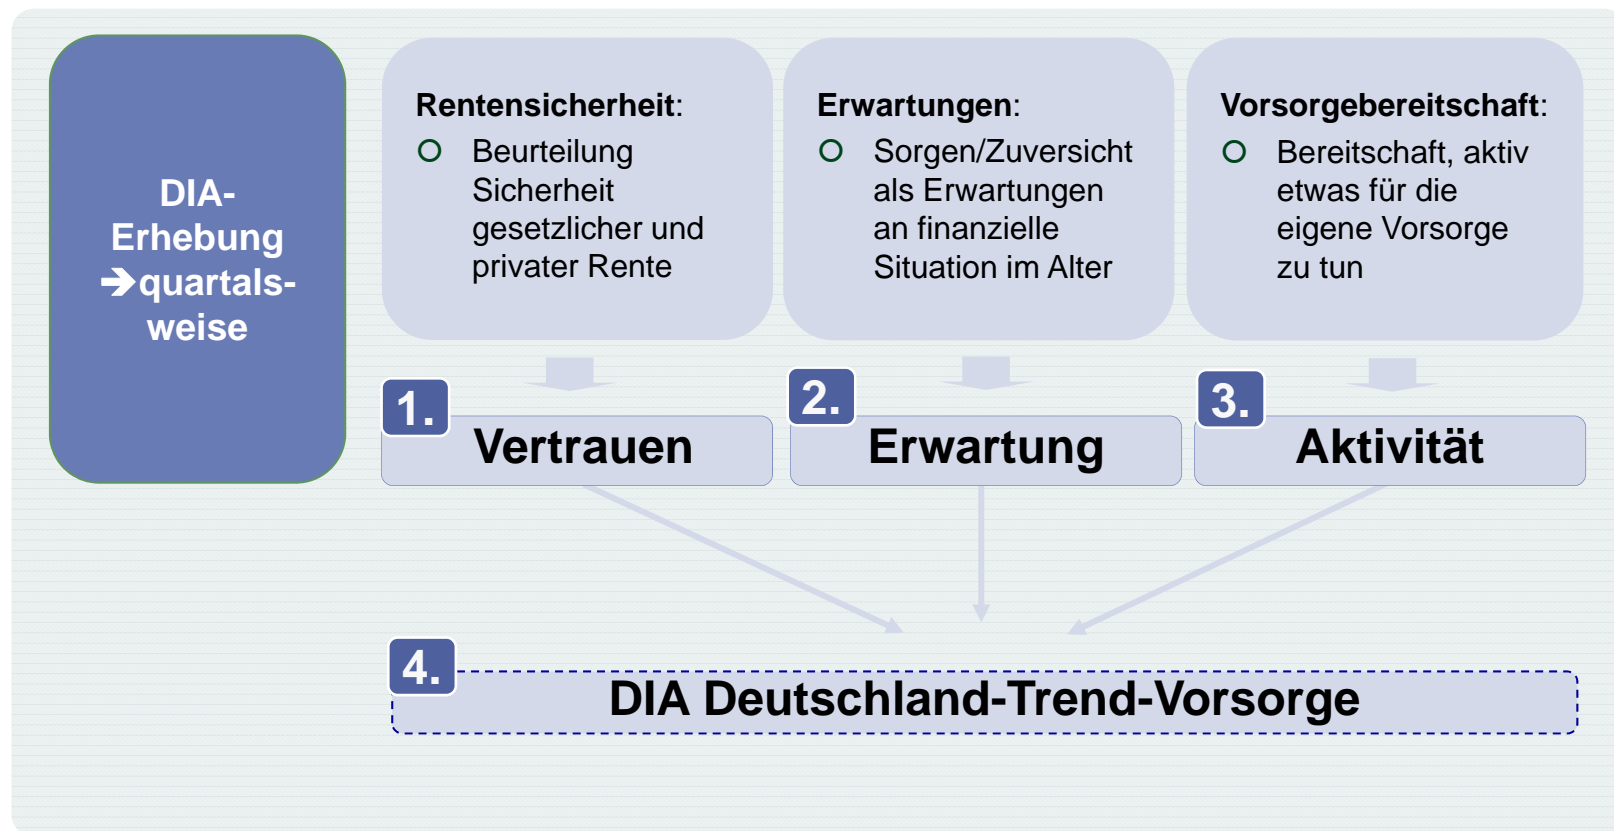 DIA-
Erhebung
➔quartals-
weise
Rentensicherheit:
Beurteilung
Sicherheit
gesetzlicher und
privater Rente
Erwartungen:
Sorgen/Zuversicht
als Erwartungen
an finanzielle
Situation im Alter
Vorsorgebereitschaft:
Bereitschaft, aktiv
etwas für die
eigene Vorsorge
zu tun
1.
Vertrauen
2.
Erwartung
3.
Aktivität
4.
DIA Deutschland-Trend-Vorsorge